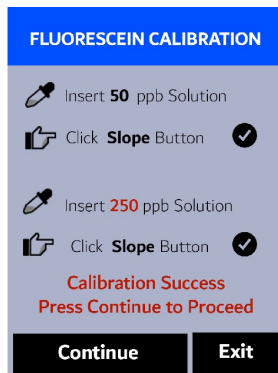 FLUORESCEIN CALIBRATION
Insert 50 ppb Solution
Click Slope Button
Insert 250 ppb Solution
Click Slope Button
Calibration Success
Press Continue to Proceed
Continue Exit